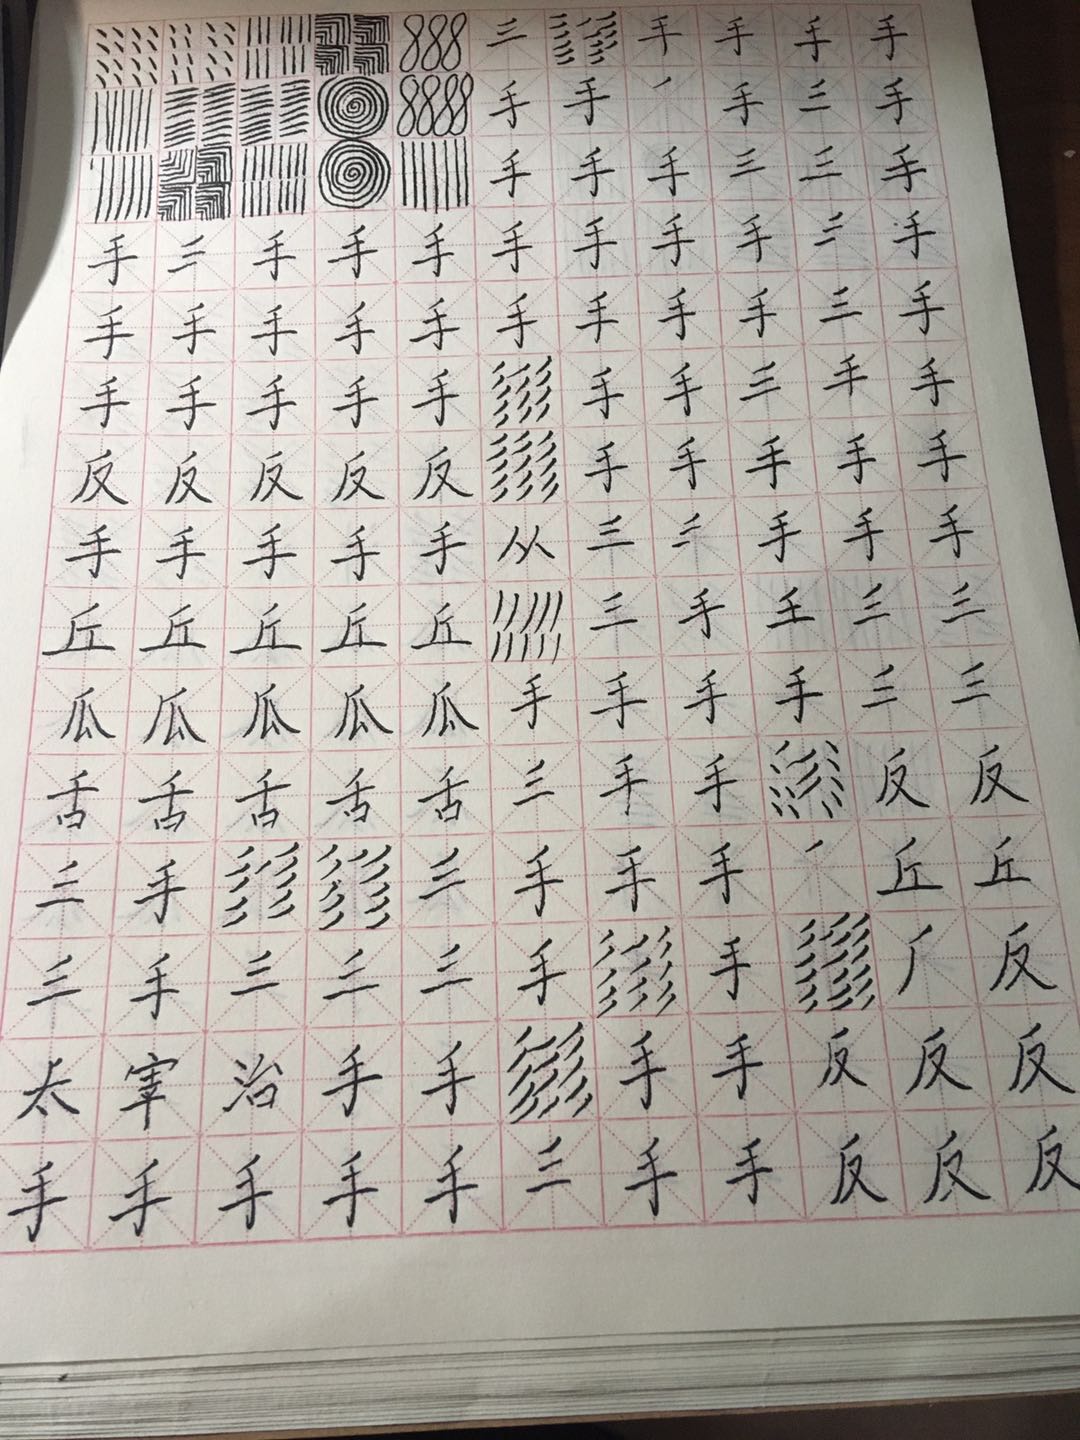 三 手 手 手 手
手 手 手 三 手
手 手 手 三 三 手
手 三 手 手 手 手 手 手 手 手
手 手 手 手 手 手 手 手 手 三 手
手 手 手 手 手 手 手 三 手 手
反 反 反 反 反 手 手 手 手 手
手 手 手 手 手 从 三 手 手 手
丘 丘 丘 丘 丘 三 手 壬 三 三
瓜 瓜 瓜 瓜 瓜 手 手 手 手 三 三
舌 舌 舌 舌 舌 三 手 手 反 反
三 手 三 手 手 手 丘 丘
三 手 三 三 三 手 手 厂 反
太 宰 治 手 手 手 手 反 反 反
手 手 手 手 手 三 手 手 反 反 反